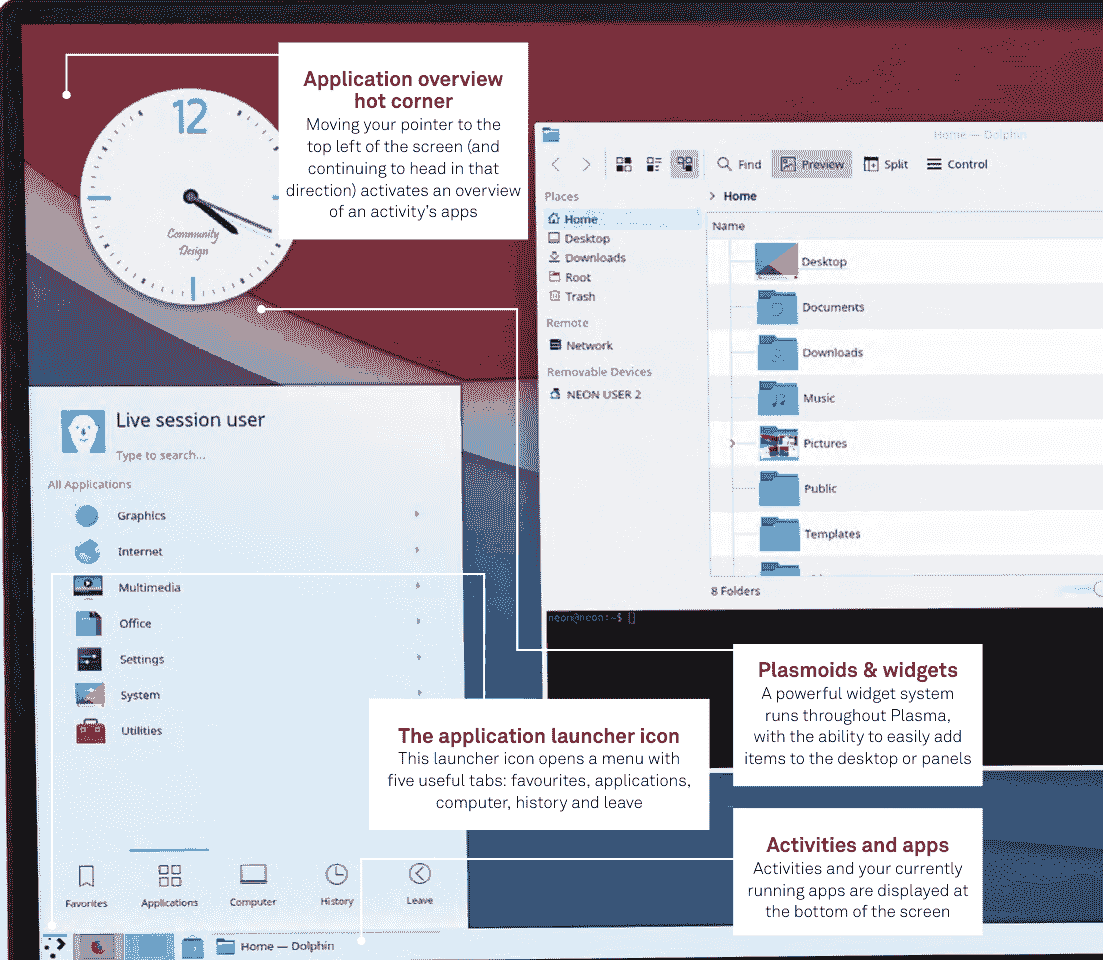 Application overview
hot corner
Moving your pointer to the
top left of the screen (and
continuing to head in that
direction) activates an overview
of an activity's apps
12
Community
Design
Home — Dolphin
Find
Preview
Split
Control
Places
Home
Desktop
Downloads
Root
Trash
Remote
Network
Removable Devices
NEON USER 2
> Home
Name
Desktop
Documents
Downloads
Music
Pictures
Public
Templates
8 Folders
neon@neon:~$ []
Live session user
Type to search...
All Applications
Graphics
Internet
Multimedia
Office
Settings
System
Utilities
The application launcher icon
This launcher icon opens a menu with
five useful tabs: favourites, applications,
computer, history and leave
Plasmoids & widgets
A powerful widget system
runs throughout Plasma,
with the ability to easily add
items to the desktop or panels
Activities and apps
Activities and your currently
running apps are displayed at
the bottom of the screen
Favorites
Applications
Computer
History
Leave
Home — Dolphin